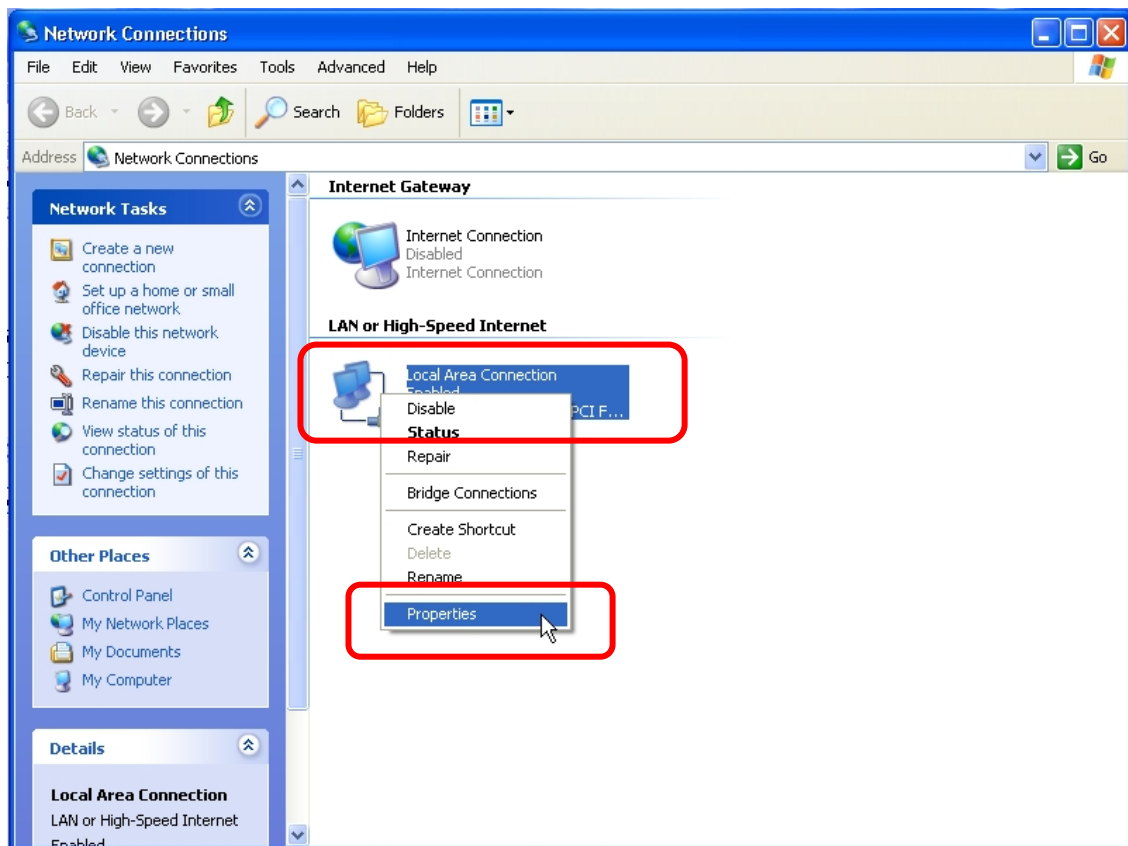 Network Connections
File Edit View Favorites Tools Advanced Help
Back Search Folders
Address Network Connections Go
Network Tasks
Create a new
connection
Set up a home or small
office network
Disable this network
device
Repair this connection
Rename this connection
View status of this
connection
Change settings of this
connection
Other Places
Control Panel
My Network Places
My Documents
My Computer
Details
Local Area Connection
LAN or High-Speed Internet
Enabled
Internet Gateway
Internet Connection
Disabled
Internet Connection
LAN or High-Speed Internet
Local Area Connection
Enabled
PCI F...
Disable
Status
Repair
Bridge Connections
Create Shortcut
Delete
Rename
Properties